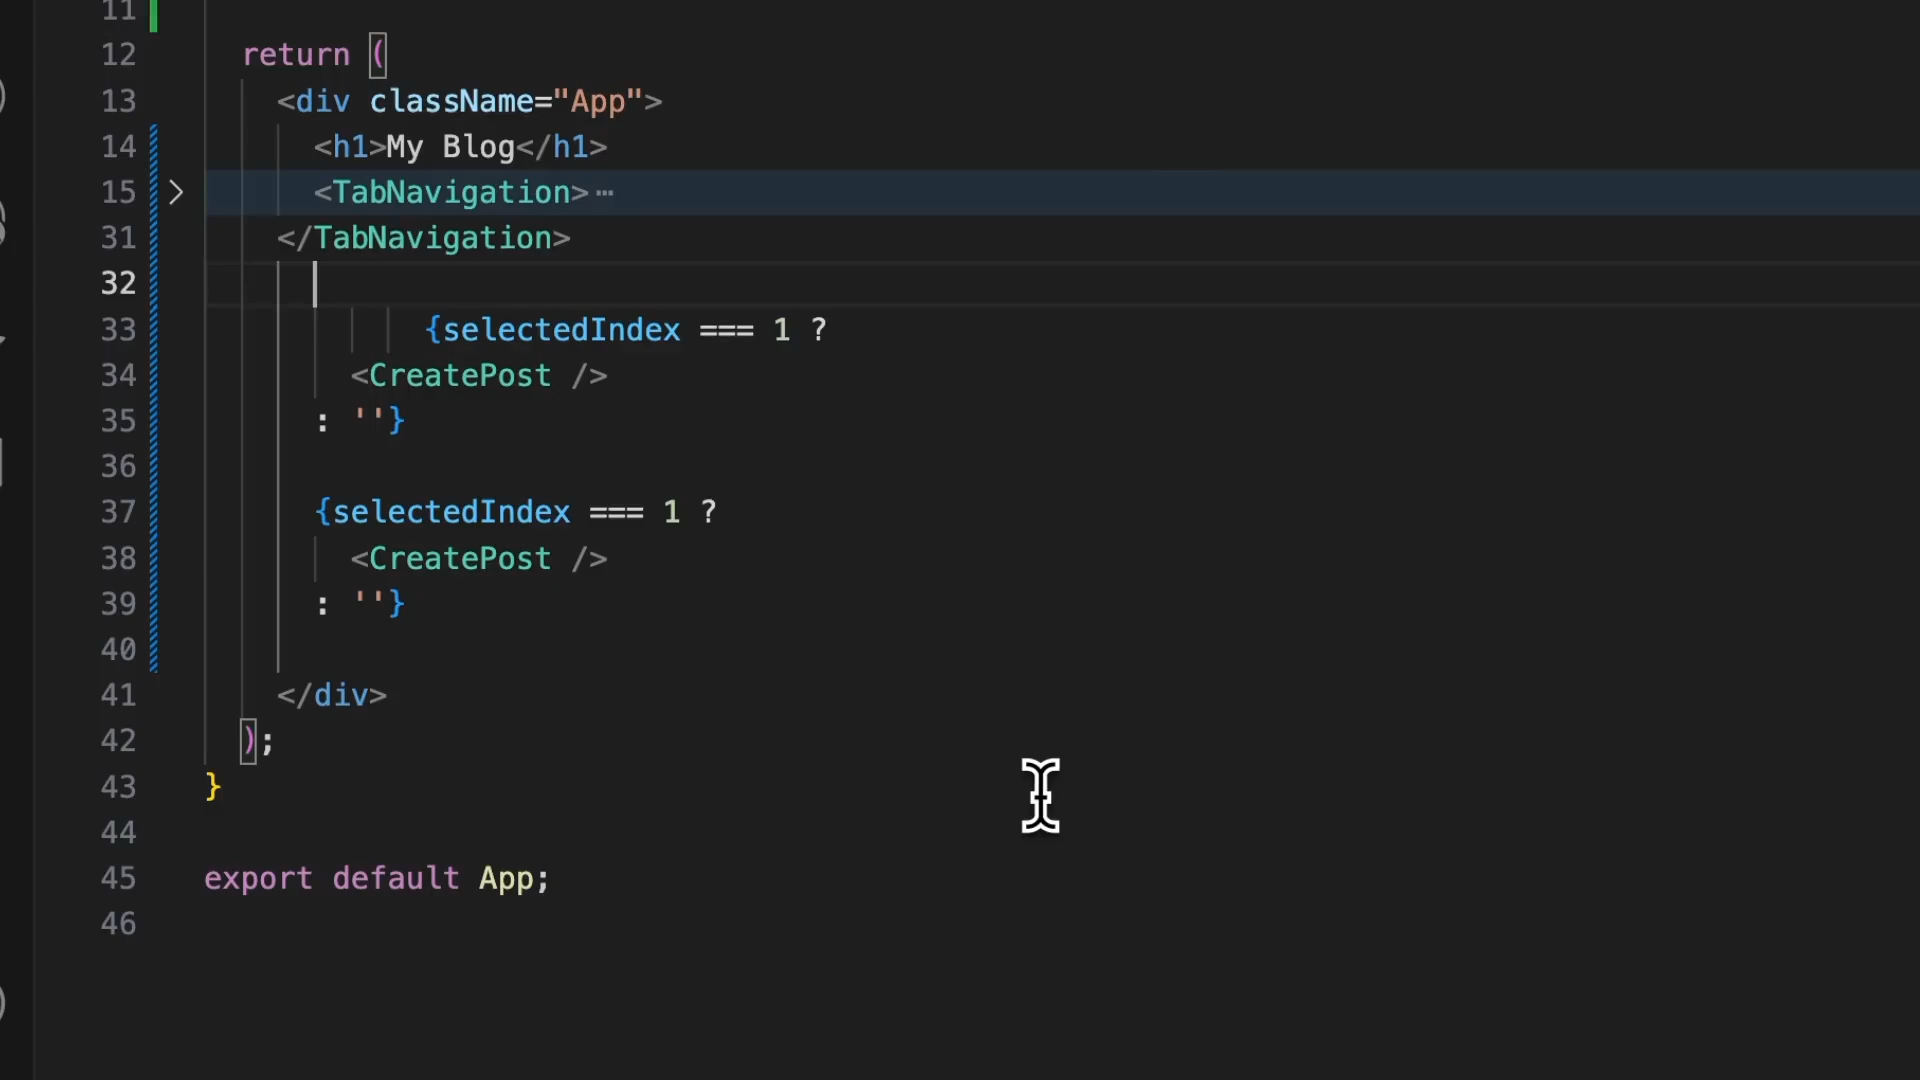 11
12 return (
13 <div className="App">
14 <h1>My Blog</h1>
15 <TabNavigation>⋯
31 </TabNavigation>
32
33 {selectedIndex === 1 ?
34 <CreatePost />
35 : ''}
36
37 {selectedIndex === 1 ?
38 <CreatePost />
39 : ''}
40
41 </div>
42 );
43 }
44
45 export default App;
46